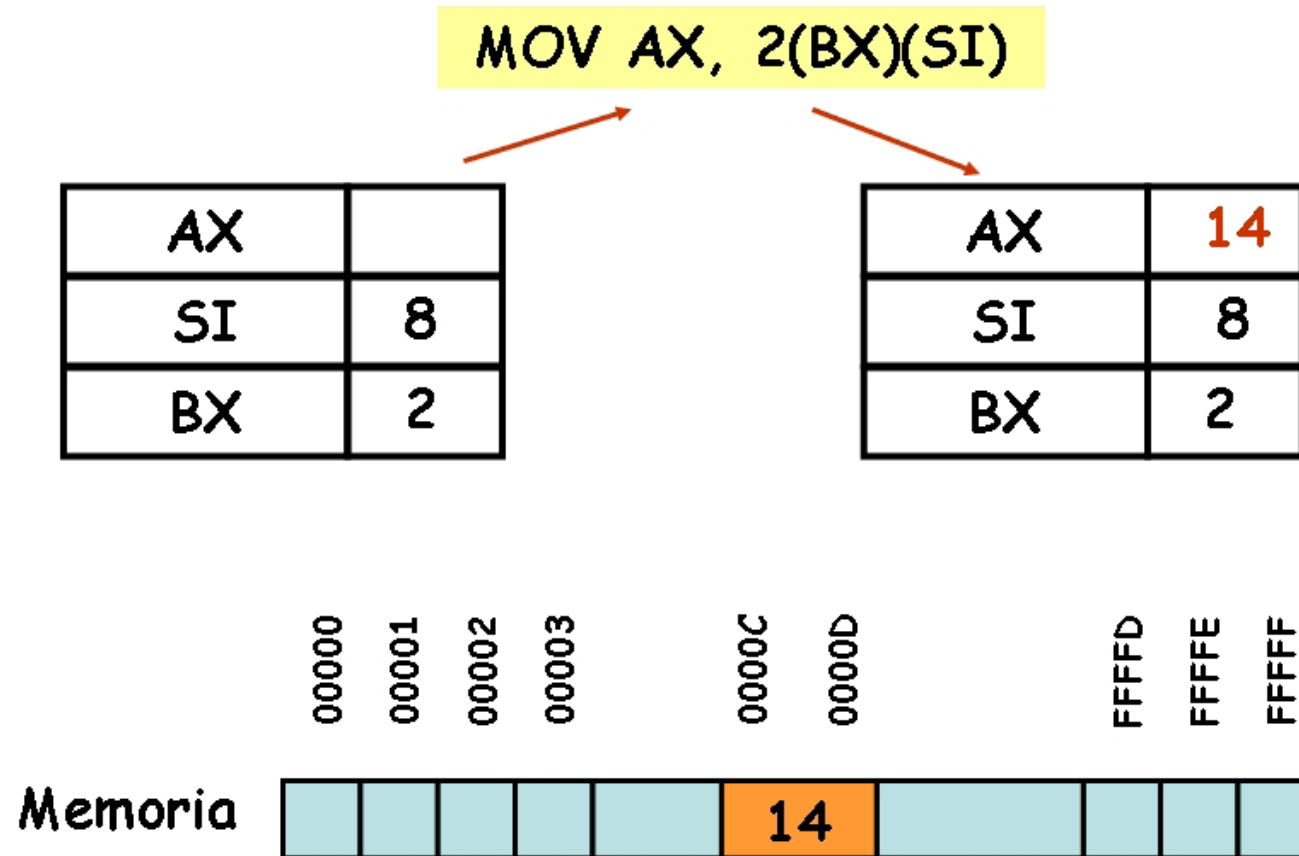 MOV AX, 2(BX)(SI)
AX
SI 8
BX 2
AX 14
SI 8
BX 2
00000 00001 00002 00003 0000C 0000D FFFFD FFFFE FFFFF
Memoria 14